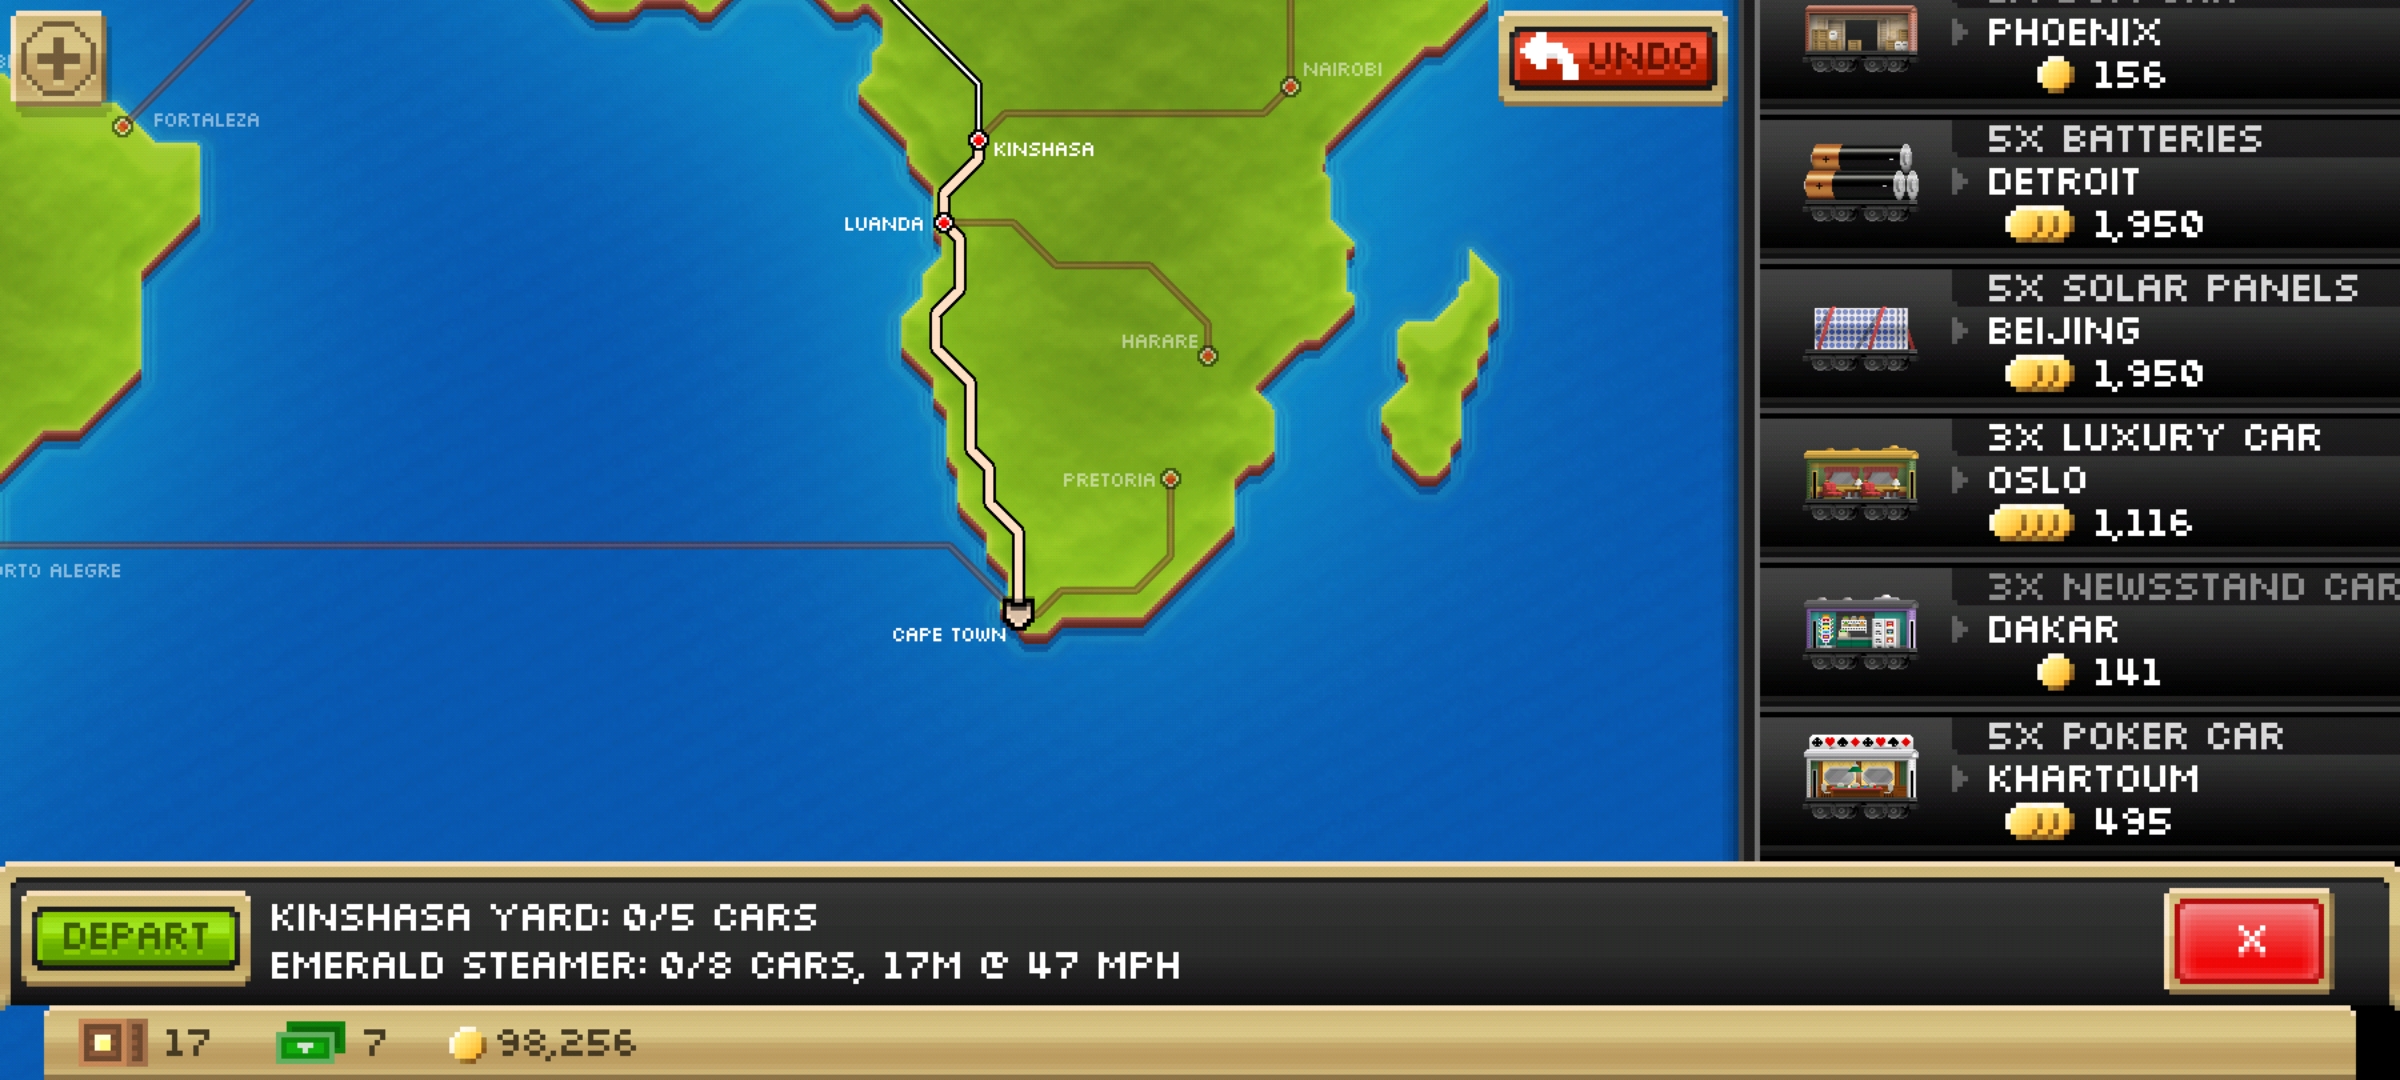 FORTALEZA
NAIROBI
KINSHASA
LUANDA
HARARE
PRETORIA
RTO ALEGRE
CAPE TOWN
UNDO
PHOENIX
156
5X BATTERIES
DETROIT
1,950
5X SOLAR PANELS
BEIJING
1,950
3X LUXURY CAR
OSLO
1,116
3X NEWSSTAND CAR
DAKAR
141
5X POKER CAR
KHARTOUM
495
DEPART
KINSHASA YARD: 0/5 CARS
EMERALD STEAMER: 0/8 CARS, 17M @ 47 MPH
X
17
7
98,256